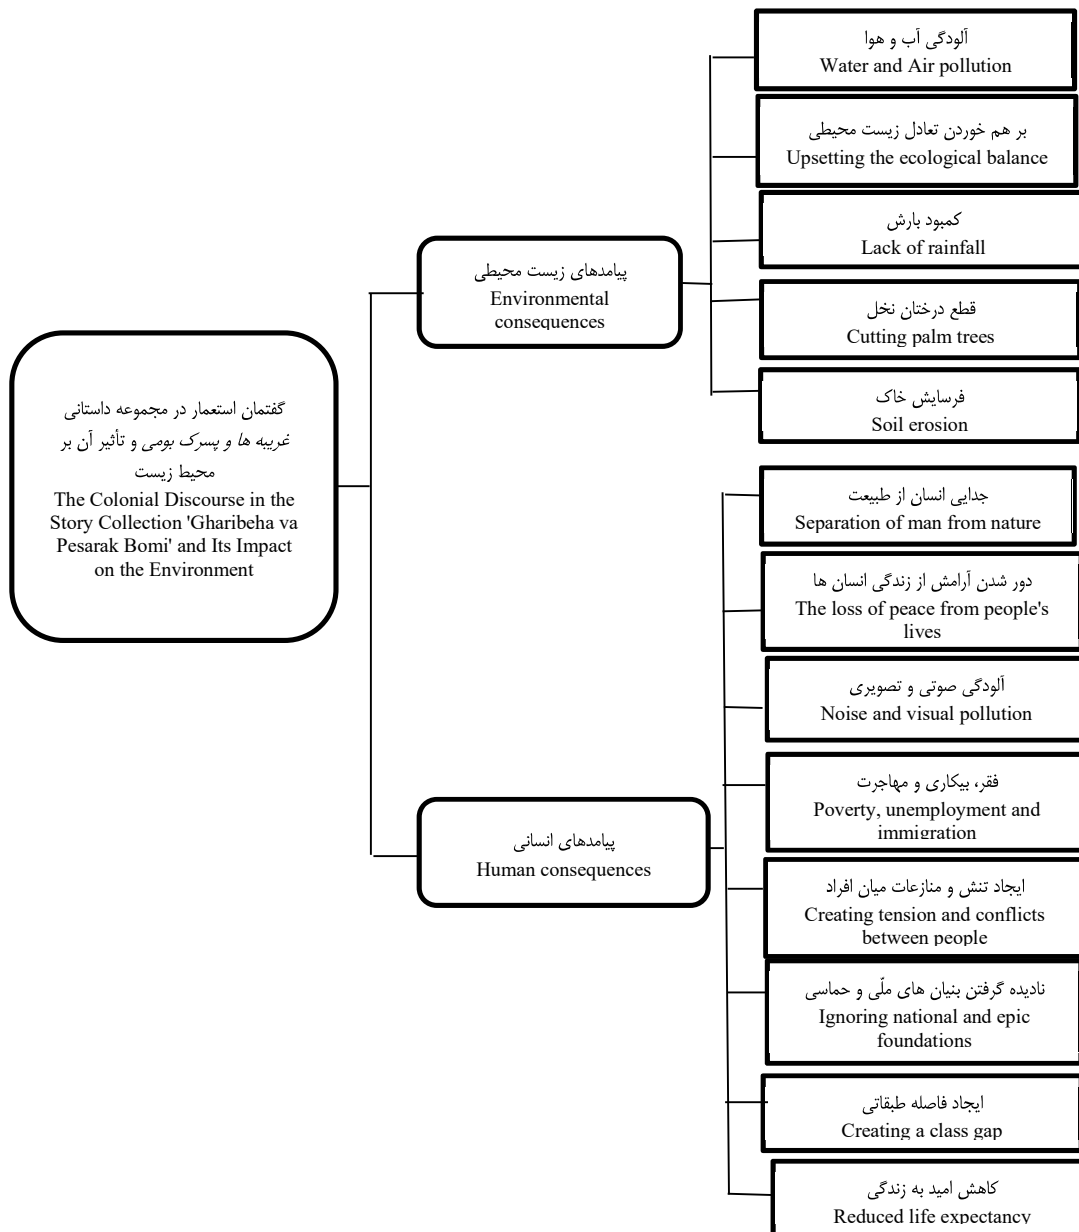 گفتمان استعمار در مجموعه داستانی
غریبه ها و پسرک بومی و تأثیر آن بر
محیط زیست
The Colonial Discourse in the
Story Collection 'Gharibeha va
Pesarak Bomi' and Its Impact
on the Environment
پیامدهای زیست محیطی
Environmental
consequences
آلودگی آب و هوا
Water and Air pollution
بر هم خوردن تعادل زیست محیطی
Upsetting the ecological balance
کمبود بارش
Lack of rainfall
قطع درختان نخل
Cutting palm trees
فرسایش خاک
Soil erosion
پیامدهای انسانی
Human consequences
جدایی انسان از طبیعت
Separation of man from nature
دور شدن آرامش از زندگی انسان ها
The loss of peace from people's
lives
آلودگی صوتی و تصویری
Noise and visual pollution
فقر، بیکاری و مهاجرت
Poverty, unemployment and
immigration
ایجاد تنش و منازعات میان افراد
Creating tension and conflicts
between people
نادیده گرفتن بنیان های ملّی و حماسی
Ignoring national and epic
foundations
ایجاد فاصله طبقاتی
Creating a class gap
کاهش امید به زندگی
Reduced life expectancy